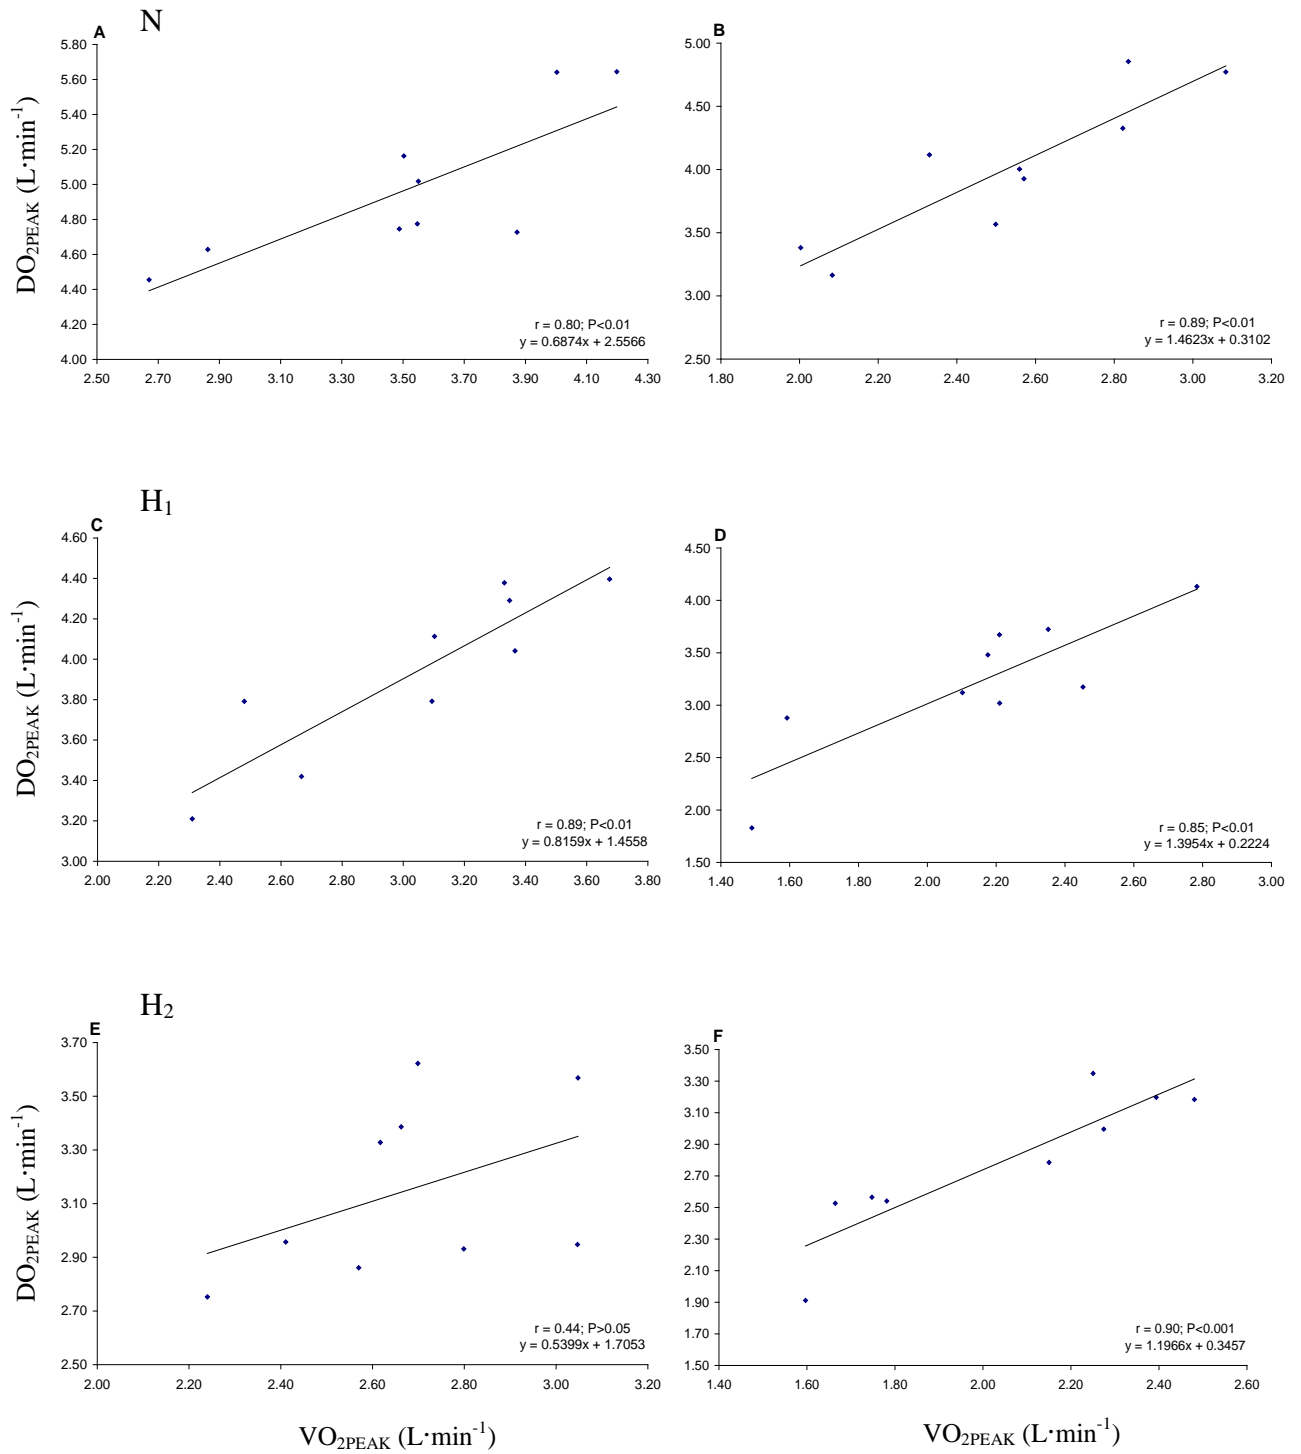 N
A
5.80
5.60
5.40
5.20
5.00
4.80
4.60
4.40
4.20
4.00
2.50 2.70 2.90 3.10 3.30 3.50 3.70 3.90 4.10 4.30
r = 0.80; P<0.01
y = 0.6874x + 2.5566
DO2PEAK (L·min-1)
B
5.00
4.50
4.00
3.50
3.00
2.50
1.80 2.00 2.20 2.40 2.60 2.80 3.00 3.20
r = 0.89; P<0.01
y = 1.4623x + 0.3102
H1
C
4.60
4.40
4.20
4.00
3.80
3.60
3.40
3.20
3.00
2.00 2.20 2.40 2.60 2.80 3.00 3.20 3.40 3.60 3.80
r = 0.89; P<0.01
y = 0.8159x + 1.4558
DO2PEAK (L·min-1)
D
4.50
4.00
3.50
3.00
2.50
2.00
1.50
1.40 1.60 1.80 2.00 2.20 2.40 2.60 2.80 3.00
r = 0.85; P<0.01
y = 1.3954x + 0.2224
H2
E
3.70
3.50
3.30
3.10
2.90
2.70
2.50
2.00 2.20 2.40 2.60 2.80 3.00 3.20
r = 0.44; P>0.05
y = 0.5399x + 1.7053
DO2PEAK (L·min-1)
VO2PEAK (L·min-1)
F
3.50
3.30
3.10
2.90
2.70
2.50
2.30
2.10
1.90
1.70
1.50
1.40 1.60 1.80 2.00 2.20 2.40 2.60
r = 0.90; P<0.001
y = 1.1966x + 0.3457
VO2PEAK (L·min-1)